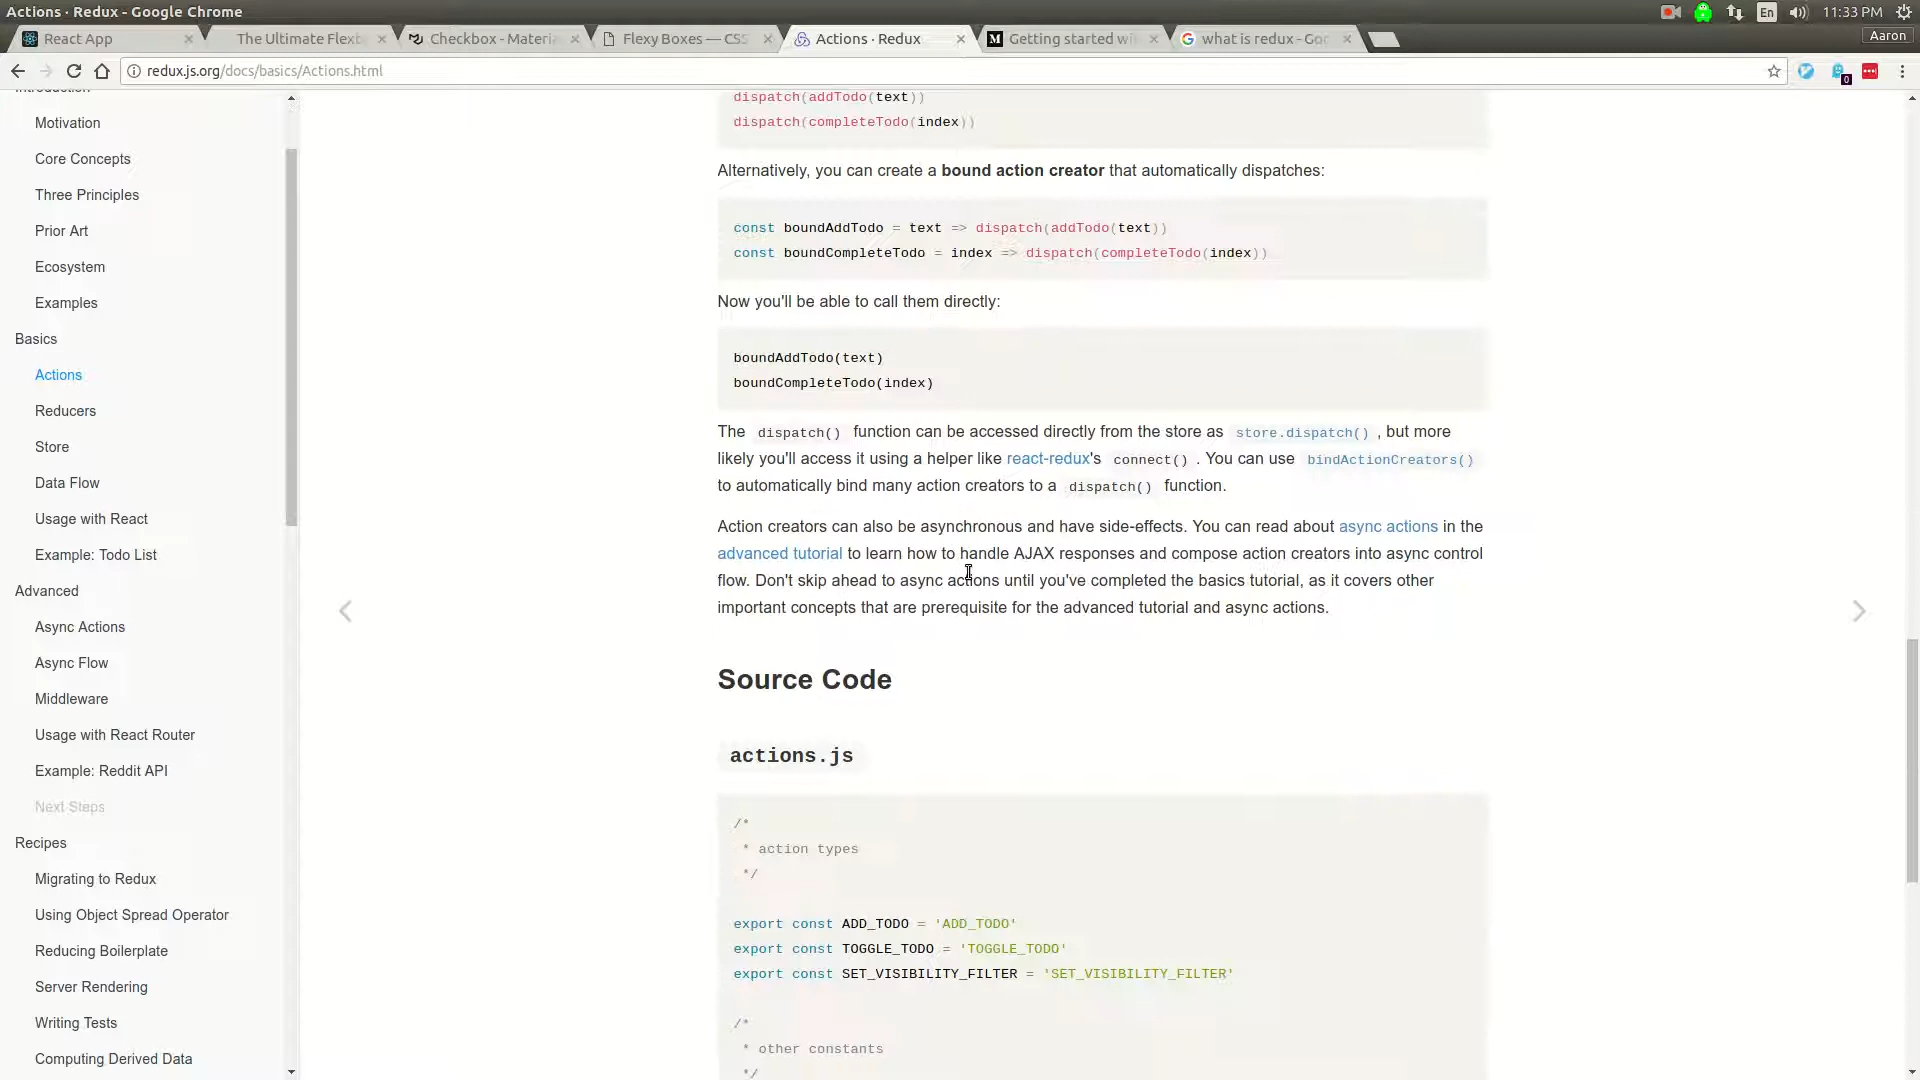 Actions · Redux - Google Chrome
En
11:33 PM
React App
The Ultimate Flexb
Checkbox - Materia
Flexy Boxes — CSS
Actions · Redux
Getting started wi
what is redux - Goo
Aaron
redux.js.org/docs/basics/Actions.html
0
Motivation
Core Concepts
Three Principles
Prior Art
Ecosystem
Examples
Basics
Actions
Reducers
Store
Data Flow
Usage with React
Example: Todo List
Advanced
Async Actions
Async Flow
Middleware
Usage with React Router
Example: Reddit API
Next Steps
Recipes
Migrating to Redux
Using Object Spread Operator
Reducing Boilerplate
Server Rendering
Writing Tests
Computing Derived Data
dispatch(addTodo(text))
dispatch(completeTodo(index))
Alternatively, you can create a bound action creator that automatically dispatches:
const boundAddTodo = text => dispatch(addTodo(text))
const boundCompleteTodo = index => dispatch(completeTodo(index))
Now you'll be able to call them directly:
boundAddTodo(text)
boundCompleteTodo(index)
The dispatch() function can be accessed directly from the store as store.dispatch() , but more
likely you'll access it using a helper like react-redux's connect() . You can use bindActionCreators()
to automatically bind many action creators to a dispatch() function.
Action creators can also be asynchronous and have side-effects. You can read about async actions in the
advanced tutorial to learn how to handle AJAX responses and compose action creators into async control
flow. Don't skip ahead to async actions until you've completed the basics tutorial, as it covers other
important concepts that are prerequisite for the advanced tutorial and async actions.
Source Code
actions.js
/*
* action types
*/
export const ADD_TODO = 'ADD_TODO'
export const TOGGLE_TODO = 'TOGGLE_TODO'
export const SET_VISIBILITY_FILTER = 'SET_VISIBILITY_FILTER'
/*
* other constants
*/